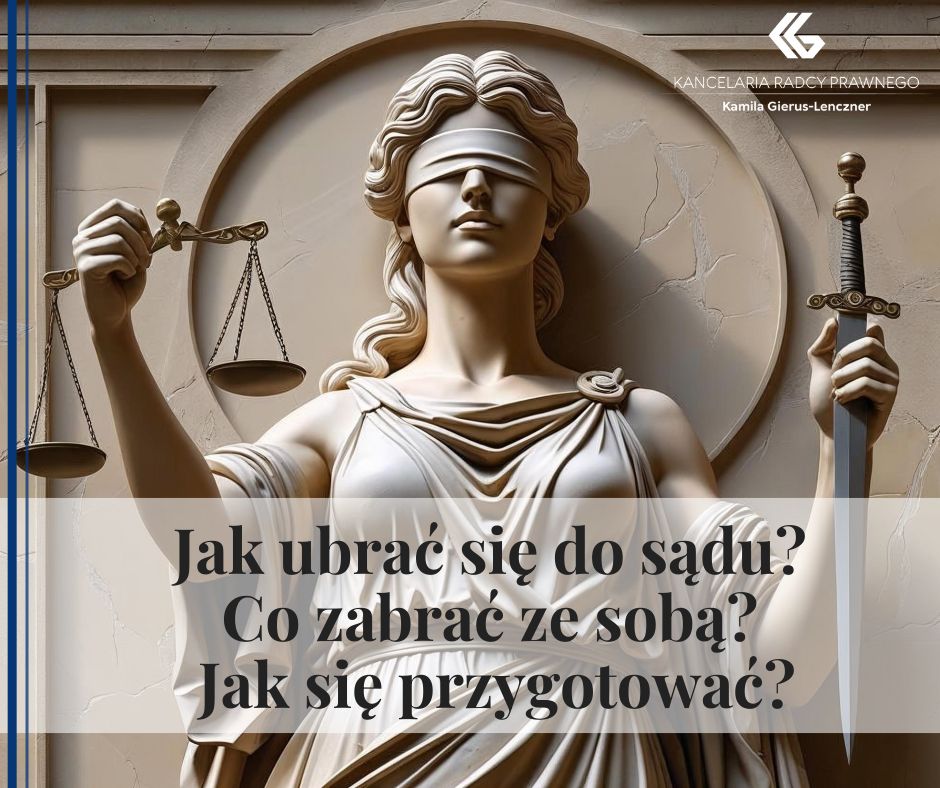 KANCELARIA RADCY PRAWNEGO
Kamila Gierus-Lenczner
Jak ubrać się do sądu?
Co zabrać ze sobą?
Jak się przygotować?